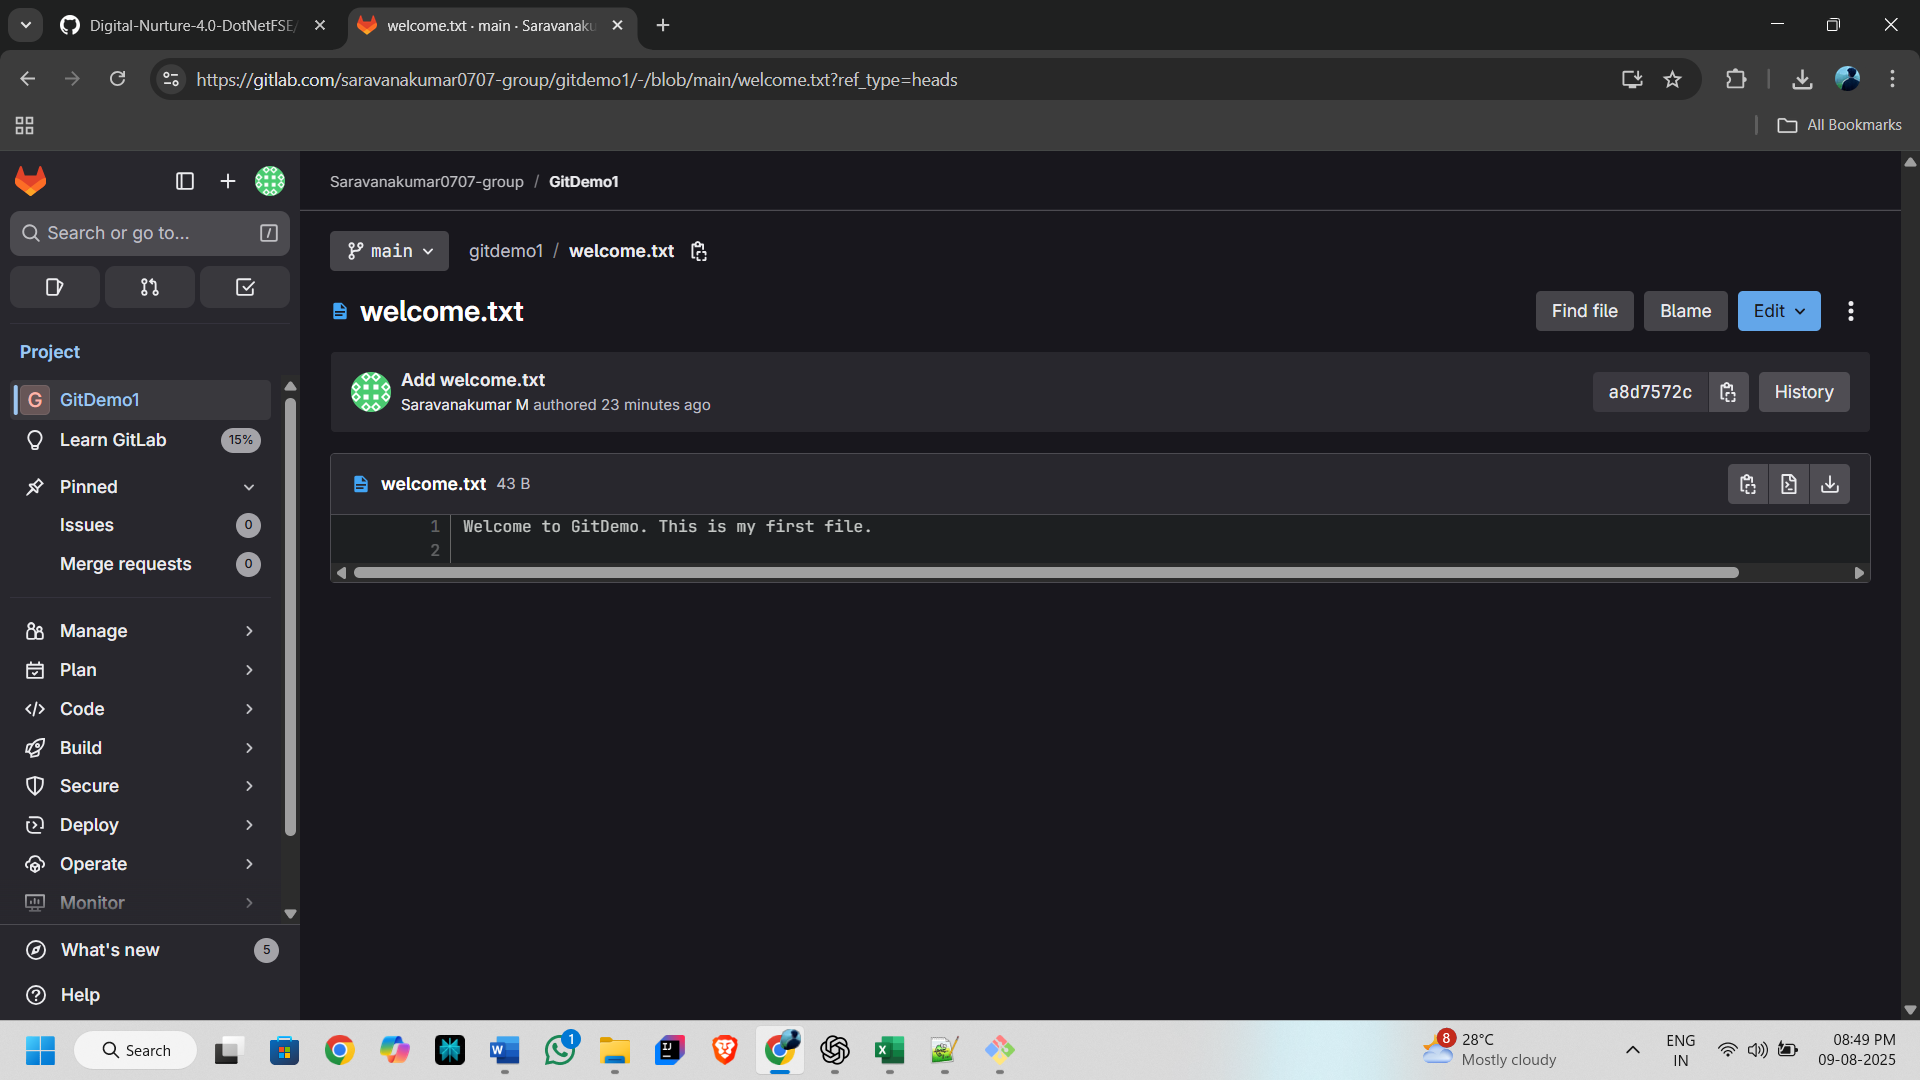 Digital-Nurture-4.0-DotNetFSE/
welcome.txt · main · Saravanaku
https://gitlab.com/saravanakumar0707-group/gitdemo1/-/blob/main/welcome.txt?ref_type=heads
All Bookmarks
Saravanakumar0707-group / GitDemo1
Search or go to... /
main
gitdemo1 / welcome.txt
welcome.txt
Find file
Blame
Edit
Project
G GitDemo1
Learn GitLab 15%
Pinned
Issues 0
Merge requests 0
Manage
Plan
Code
Build
Secure
Deploy
Operate
Monitor
What's new 5
Help
Add welcome.txt
Saravanakumar M authored 23 minutes ago
a8d7572c
History
welcome.txt 43 B
1 Welcome to GitDemo. This is my first file.
2
Search
W
1
IJ
X
8
28°C
Mostly cloudy
ENG
IN
08:49 PM
09-08-2025